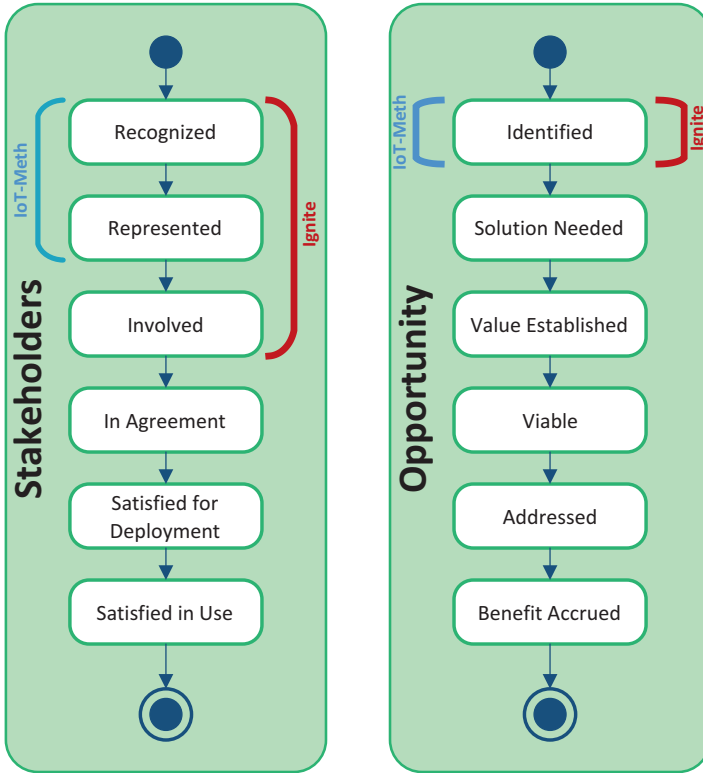 Stakeholders
IoT-Meth
Ignite
Recognized
Represented
Involved
In Agreement
Satisfied for
Deployment
Satisfied in Use
Opportunity
IoT-Meth
Ignite
Identified
Solution Needed
Value Established
Viable
Addressed
Benefit Accrued